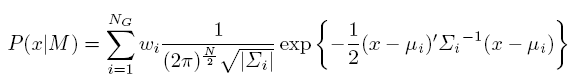 P(x|M) = \sum_{i=1}^{N_G} w_i \frac{1}{(2\pi)^{\frac{N}{2}} \sqrt{|\Sigma_i|}} \exp\left\{-\frac{1}{2}(x - \mu_i)' \Sigma_i^{-1} (x - \mu_i)\right\}